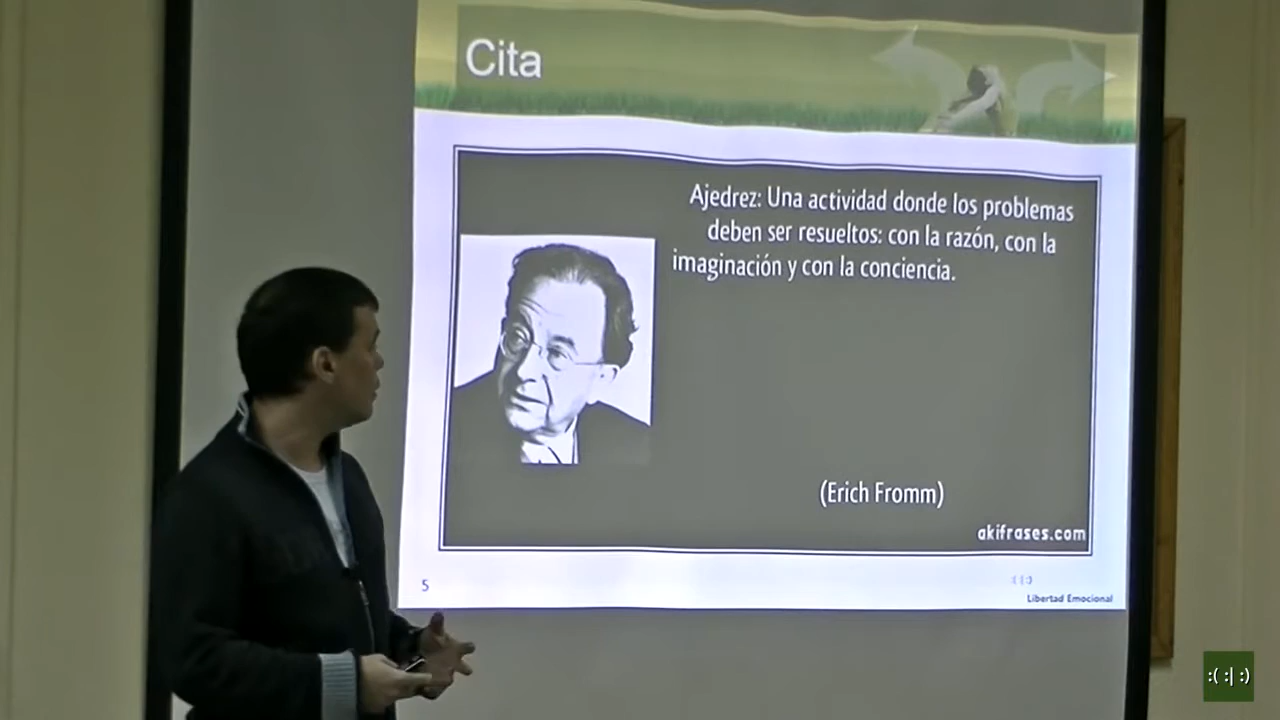 Cita
Ajedrez: Una actividad donde los problemas
deben ser resueltos: con la razón, con la
imaginación y con la conciencia.
(Erich Fromm)
akifrases.com
5
:(:|:)
Libertad Emocional
:( :| :)